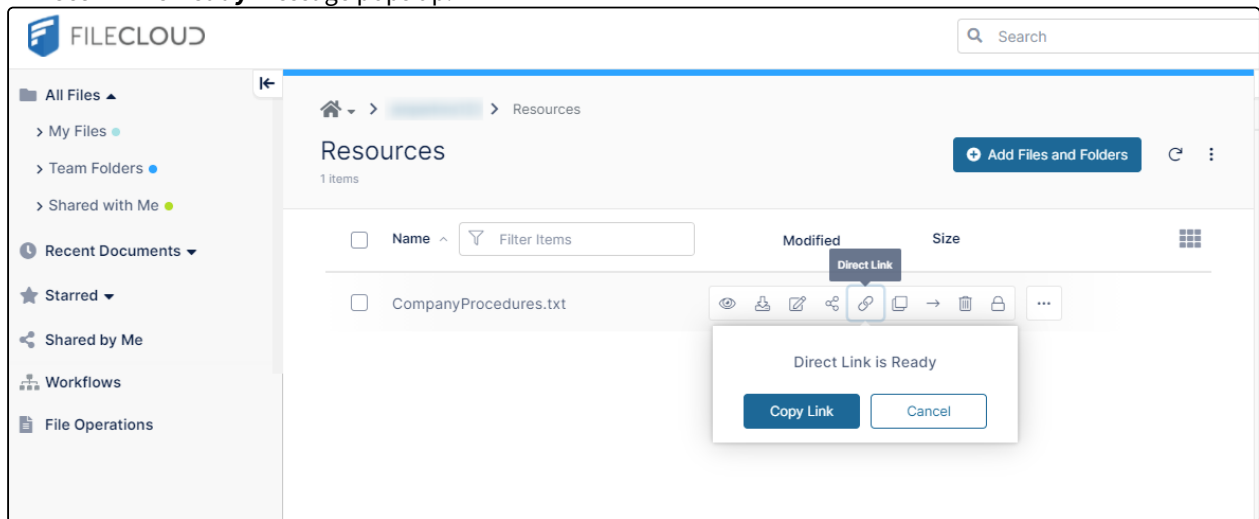 FILECLOUD
Search
All Files
My Files
Team Folders
Shared with Me
Recent Documents
Starred
Shared by Me
Workflows
File Operations
Resources
Resources
1 items
Add Files and Folders
Name
Filter Items
Modified
Size
Direct Link
CompanyProcedures.txt
Direct Link is Ready
Copy Link
Cancel